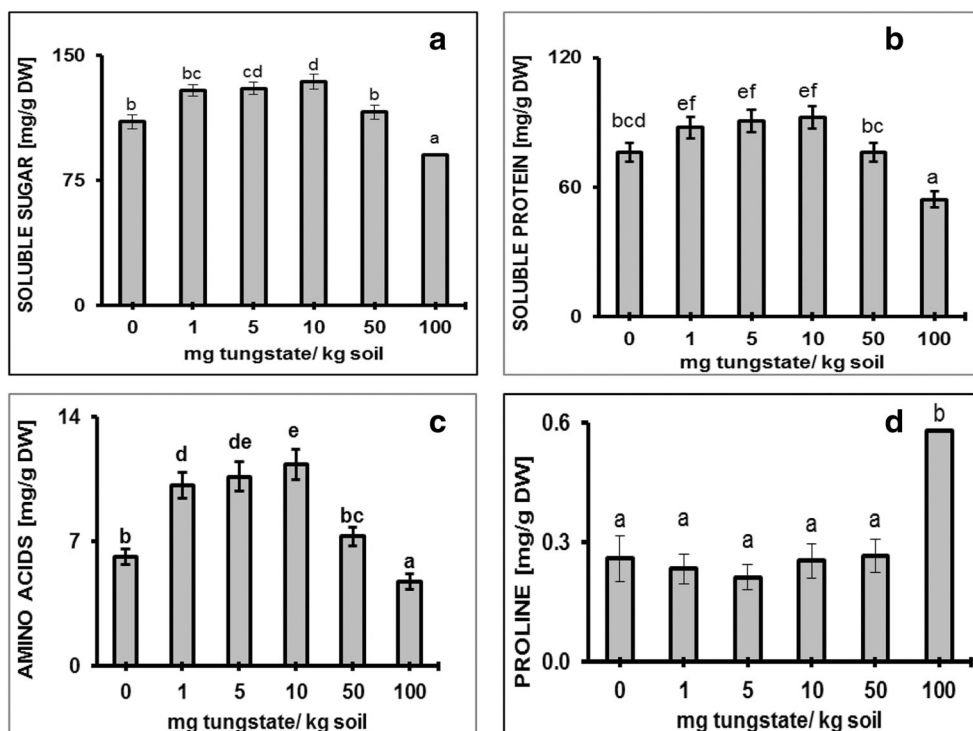 a
SOLUBLE SUGAR [mg/g DW]
150
75
0
b
bc
cd
d
b
a
0 1 5 10 50 100
mg tungstate/ kg soil
b
SOLUBLE PROTEIN [mg/g DW]
120
60
0
bcd
ef
ef
ef
bc
a
0 1 5 10 50 100
mg tungstate/ kg soil
c
AMINO ACIDS [mg/g DW]
14
7
0
b
d
de
e
bc
a
0 1 5 10 50 100
mg tungstate/ kg soil
d
PROLINE [mg/g DW]
0.6
0.3
0.0
a
a
a
a
a
b
0 1 5 10 50 100
mg tungstate/ kg soil